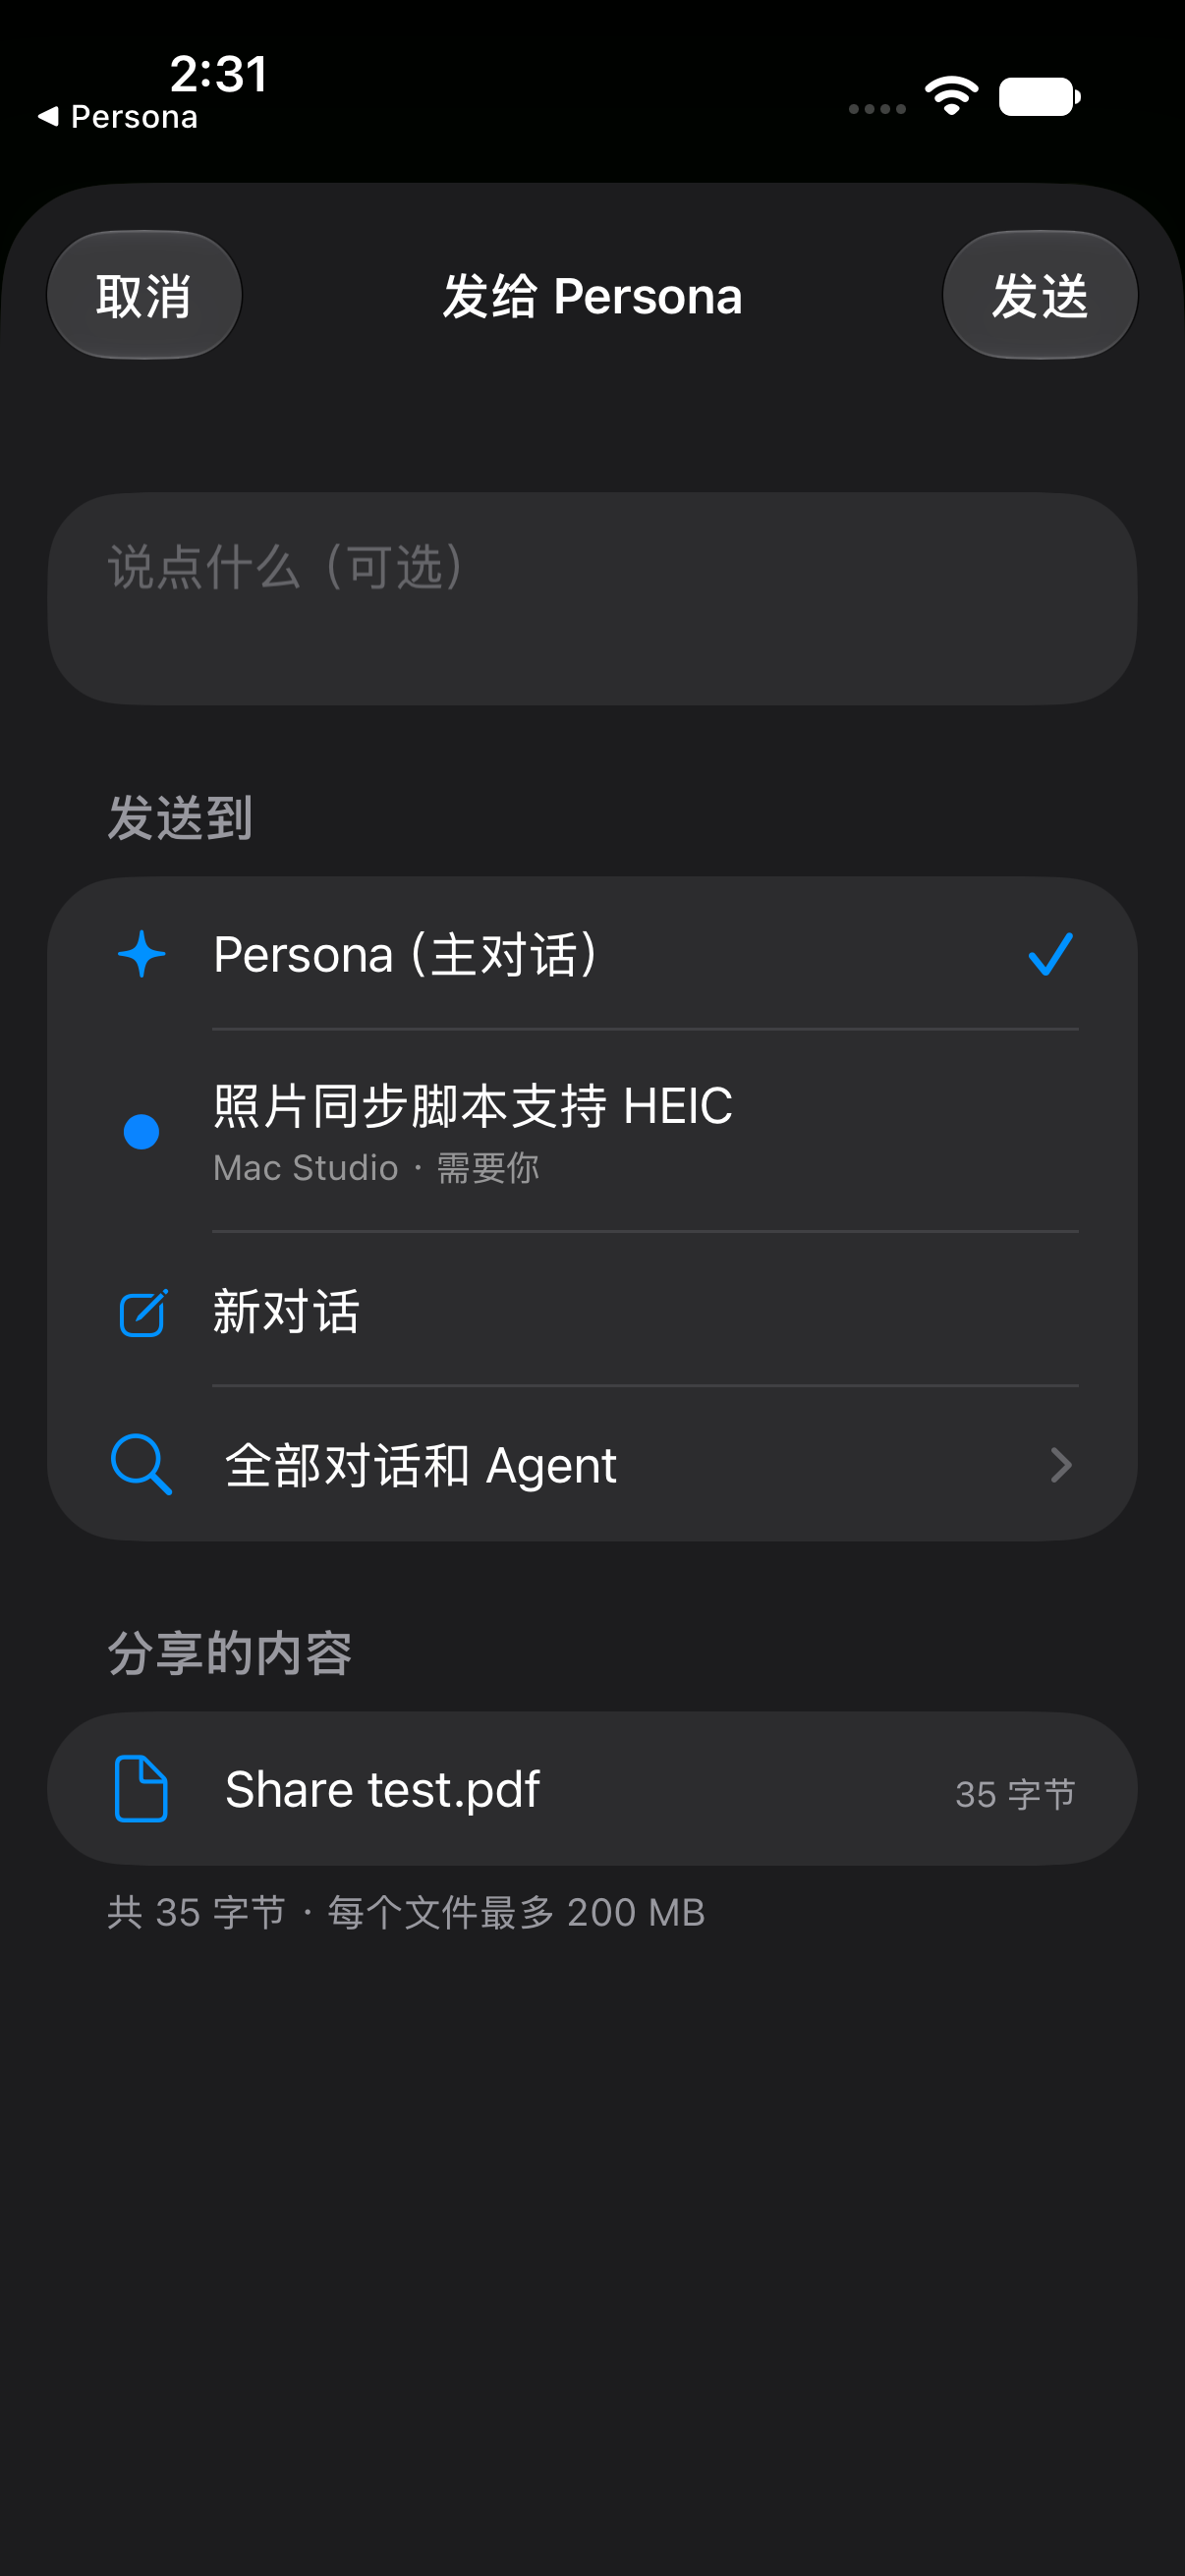 2:31
◀ Persona
取消
发给 Persona
发送
说点什么（可选）
发送到
Persona（主对话）
照片同步脚本支持 HEIC
Mac Studio · 需要你
新对话
全部对话和 Agent
分享的内容
Share test.pdf
35 字节
共 35 字节 · 每个文件最多 200 MB